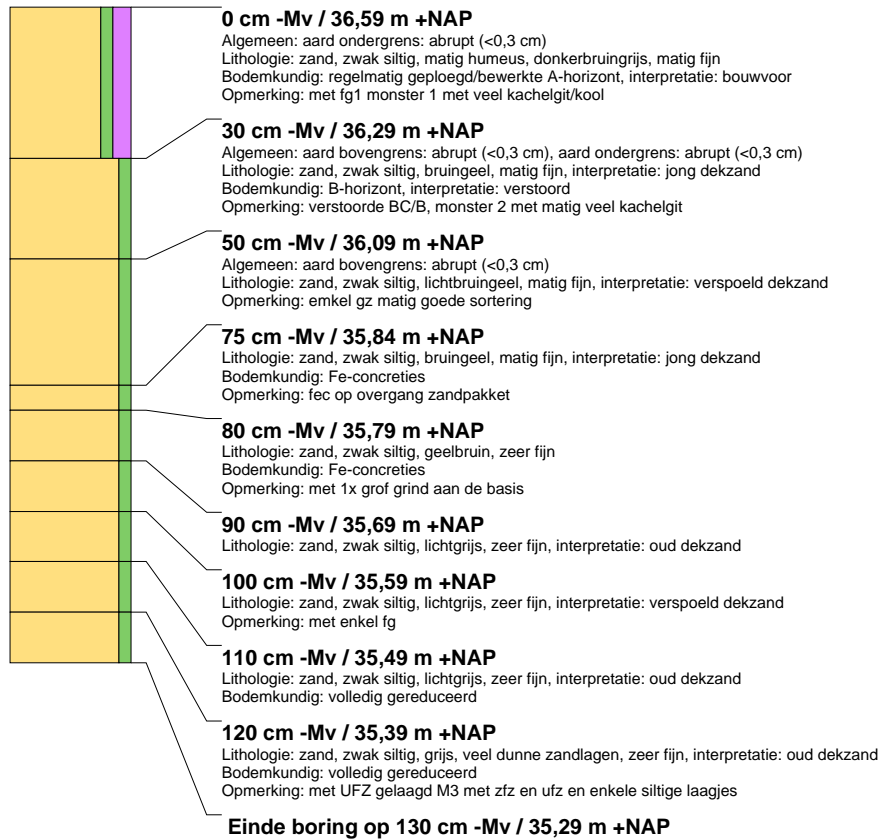 0 cm -Mv / 36,59 m +NAP
Algemeen: aard ondergrens: abrupt (<0,3 cm)
Lithologie: zand, zwak siltig, matig humeus, donkerbruingrijs, matig fijn
Bodemkundig: regelmatig geploegd/bewerkte A-horizont, interpretatie: bouwvoor
Opmerking: met fg1 monster 1 met veel kachelgit/kool
30 cm -Mv / 36,29 m +NAP
Algemeen: aard bovengrens: abrupt (<0,3 cm), aard ondergrens: abrupt (<0,3 cm)
Lithologie: zand, zwak siltig, bruingeel, matig fijn, interpretatie: jong dekzand
Bodemkundig: B-horizont, interpretatie: verstoord
Opmerking: verstoorde BC/B, monster 2 met matig veel kachelgit
50 cm -Mv / 36,09 m +NAP
Algemeen: aard bovengrens: abrupt (<0,3 cm)
Lithologie: zand, zwak siltig, lichtbruingeel, matig fijn, interpretatie: verspoeld dekzand
Opmerking: emkel gz matig goede sortering
75 cm -Mv / 35,84 m +NAP
Lithologie: zand, zwak siltig, bruingeel, matig fijn, interpretatie: jong dekzand
Bodemkundig: Fe-concreties
Opmerking: fec op overgang zandpakket
80 cm -Mv / 35,79 m +NAP
Lithologie: zand, zwak siltig, geelbruin, zeer fijn
Bodemkundig: Fe-concreties
Opmerking: met 1x grof grind aan de basis
90 cm -Mv / 35,69 m +NAP
Lithologie: zand, zwak siltig, lichtgrijs, zeer fijn, interpretatie: oud dekzand
100 cm -Mv / 35,59 m +NAP
Lithologie: zand, zwak siltig, lichtgrijs, zeer fijn, interpretatie: verspoeld dekzand
Opmerking: met enkel fg
110 cm -Mv / 35,49 m +NAP
Lithologie: zand, zwak siltig, lichtgrijs, zeer fijn, interpretatie: oud dekzand
Bodemkundig: volledig gereduceerd
120 cm -Mv / 35,39 m +NAP
Lithologie: zand, zwak siltig, grijs, veel dunne zandlagen, zeer fijn, interpretatie: oud dekzand
Bodemkundig: volledig gereduceerd
Opmerking: met UFZ gelaagd M3 met zfz en ufz en enkele siltige laagjes
Einde boring op 130 cm -Mv / 35,29 m +NAP